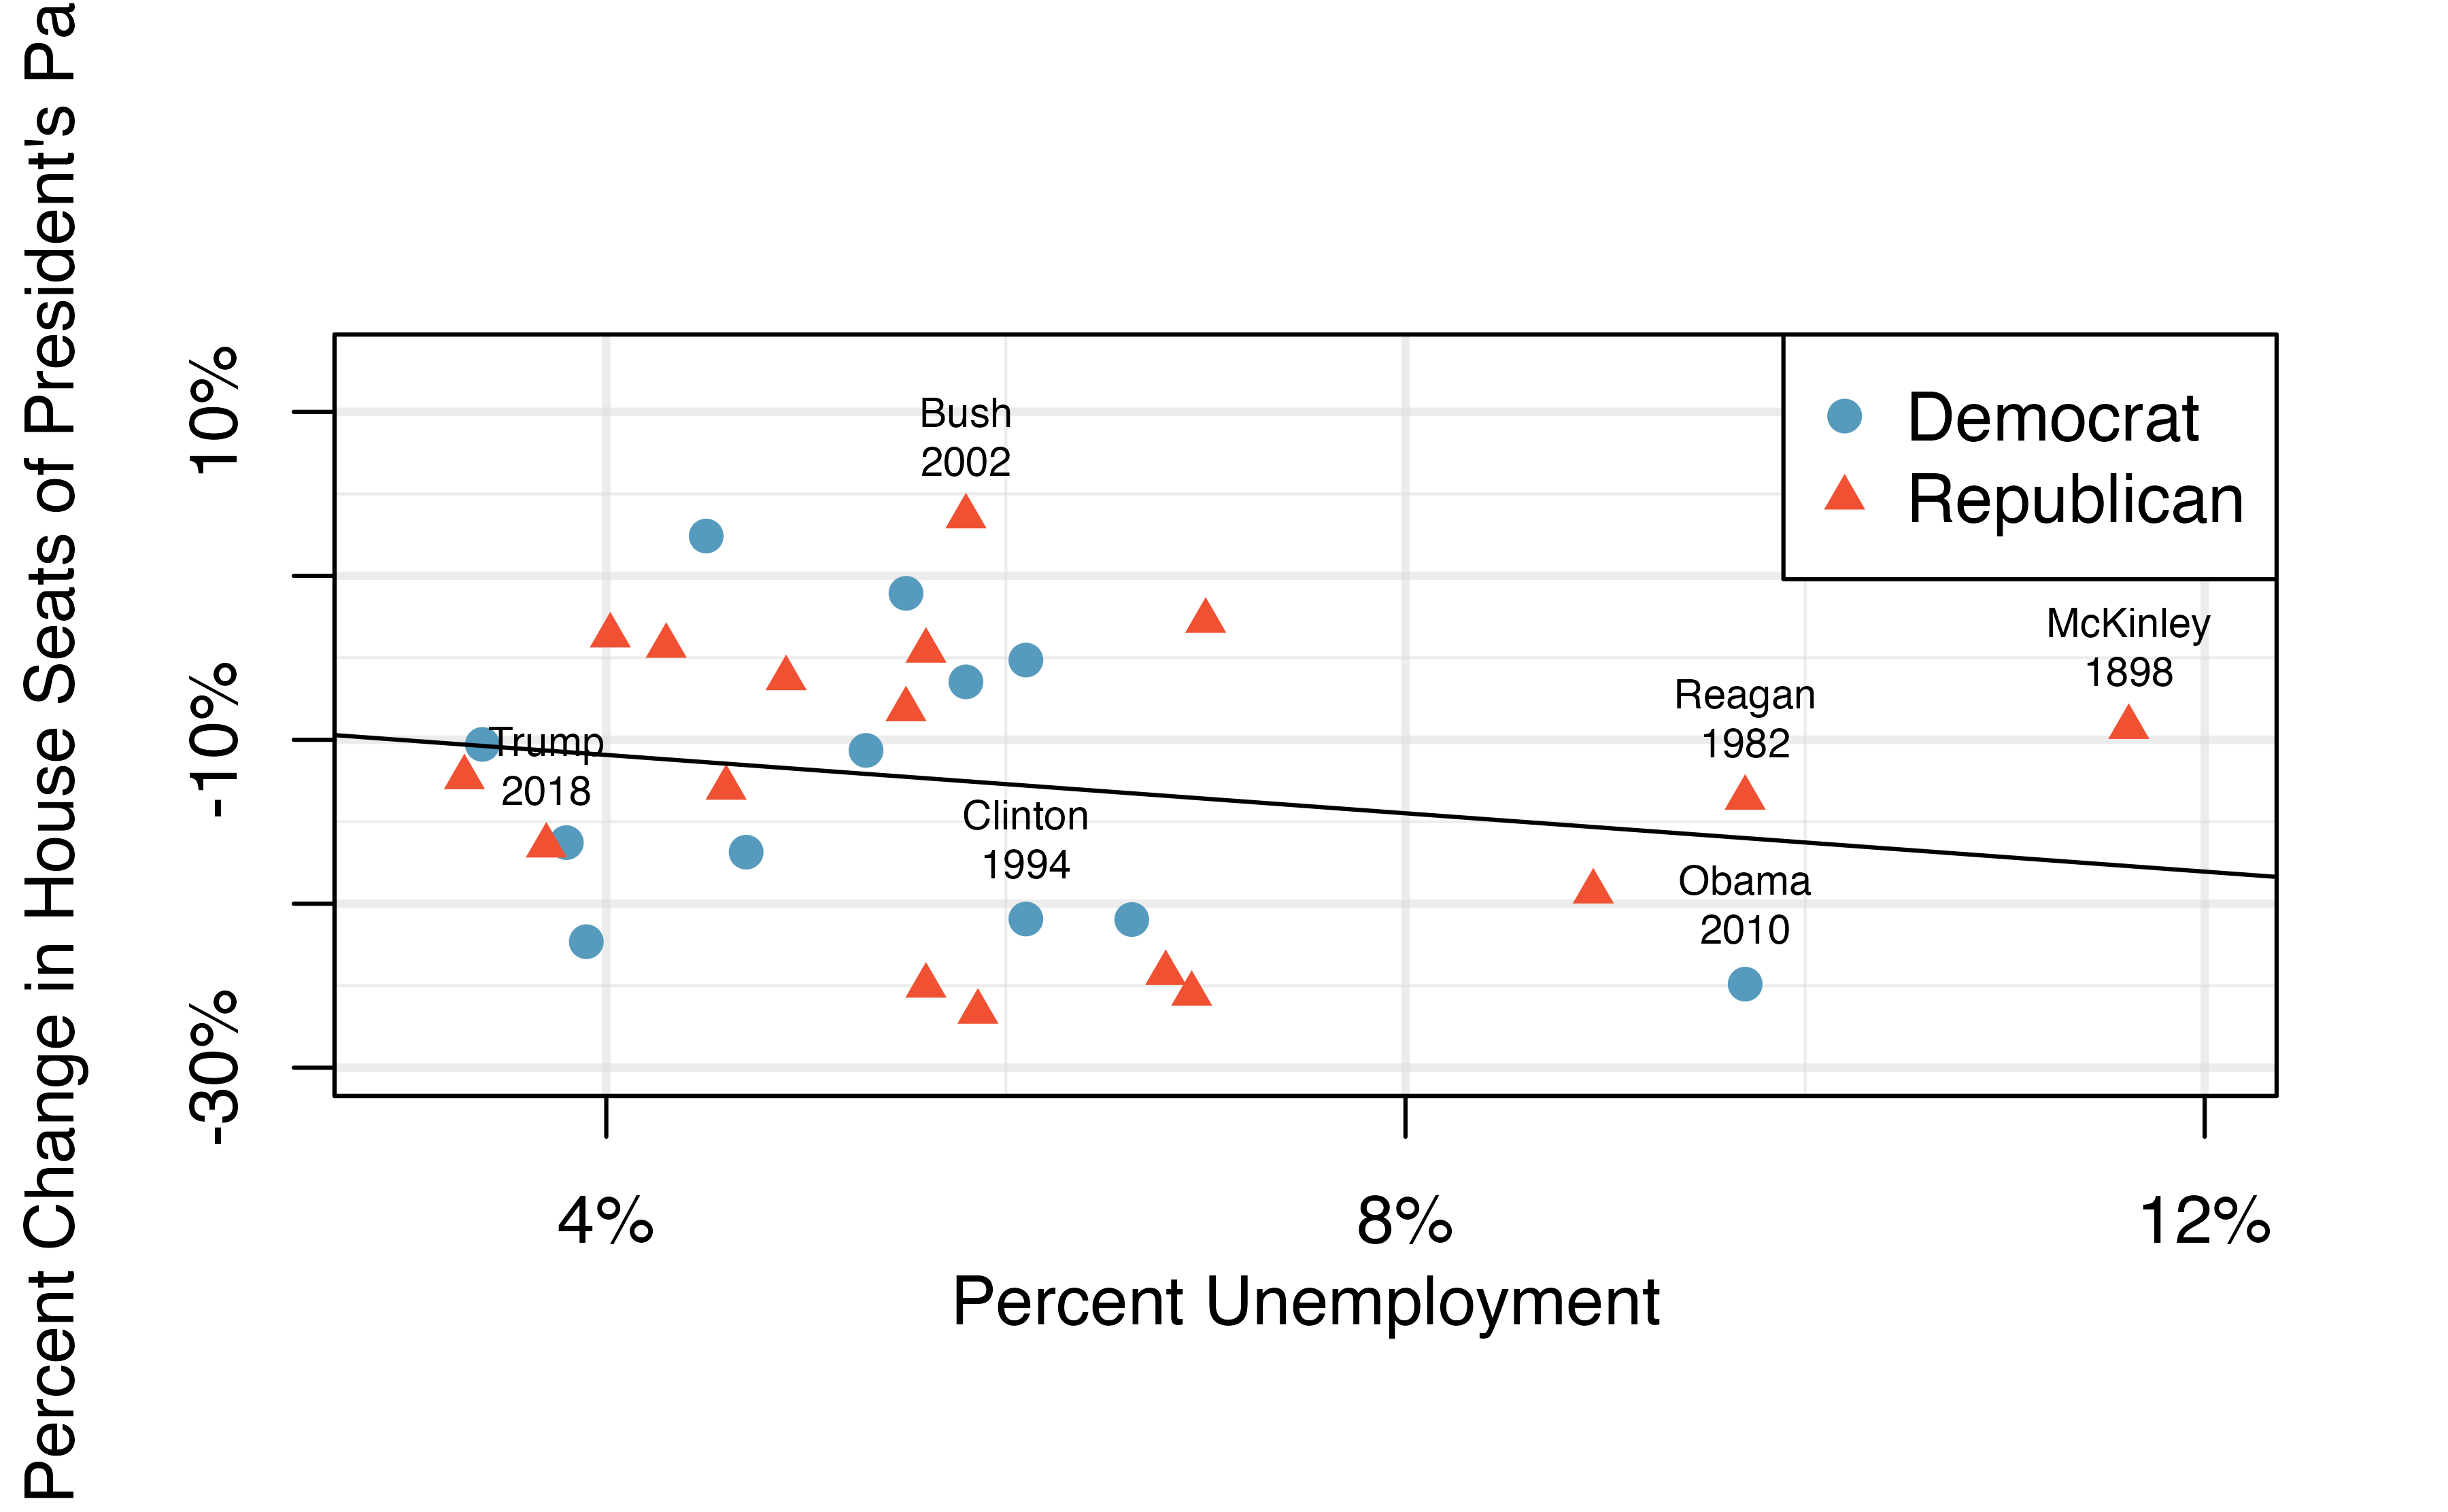 Percent Change in House Seats of President's Pa
10%
-10%
-30%
Bush
2002
Democrat
Republican
McKinley
1898
Reagan
1982
Trump
2018
Clinton
1994
Obama
2010
4%
8%
12%
Percent Unemployment